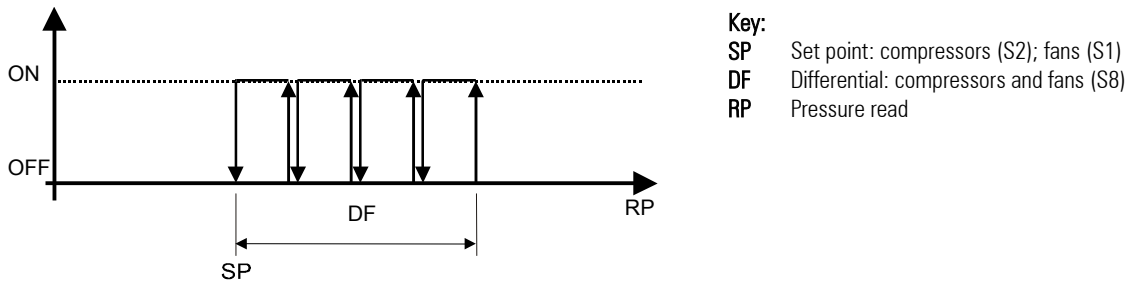 ON
OFF
DF
RP
SP
Key:
SP Set point: compressors (S2); fans (S1)
DF Differential: compressors and fans (S8)
RP Pressure read